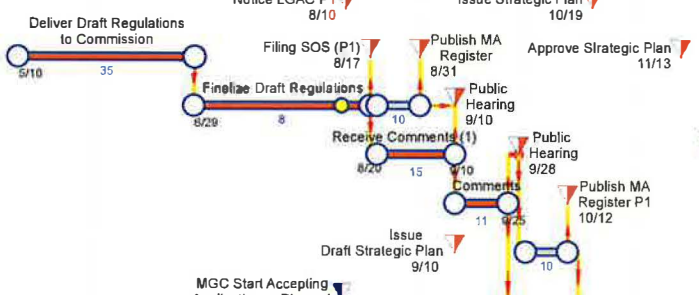 Notice LGAC P1
8/10
Issue Strategic Plan
10/19
Deliver Draft Regulations
to Commission
5/10
35
Filing SOS (P1)
8/17
Publish MA
Register
8/31
Approve Slrategic Plan
11/13
Fineliae Draft Regulations
6/29
8
10
Public
Hearing
9/10
Receive Comments (1)
8/20
15
9/10
Public
Hearing
9/28
Comments
11
9/25
Publish MA
Register P1
10/12
Issue
Draft Strategic Plan
9/10
10
MGC Start Accepting